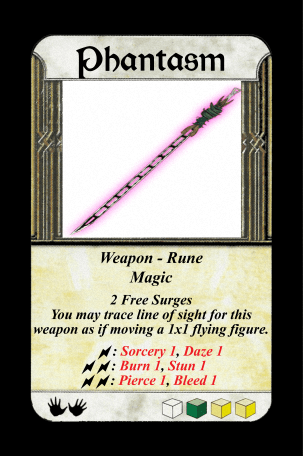 Phantasm
Weapon - Rune
Magic
2 Free Surges
You may trace line of sight for this
weapon as if moving a 1x1 flying figure.
: Sorcery 1, Daze 1
: Burn 1, Stun 1
: Pierce 1, Bleed 1